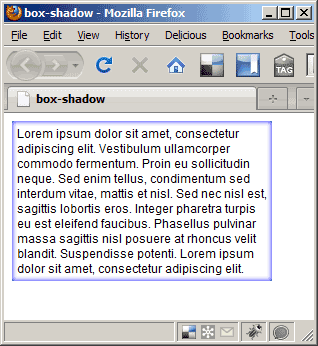 box-shadow - Mozilla Firefox
File Edit View History Delicious Bookmarks Tools
TAG
box-shadow
Lorem ipsum dolor sit amet, consectetur
adipiscing elit. Vestibulum ullamcorper
commodo fermentum. Proin eu sollicitudin
neque. Sed enim tellus, condimentum sed
interdum vitae, mattis et nisl. Sed nec nisl est,
sagittis lobortis eros. Integer pharetra turpis
eu est eleifend faucibus. Phasellus pulvinar
massa sagittis nisl posuere at rhoncus velit
blandit. Suspendisse potenti. Lorem ipsum
dolor sit amet, consectetur adipiscing elit.